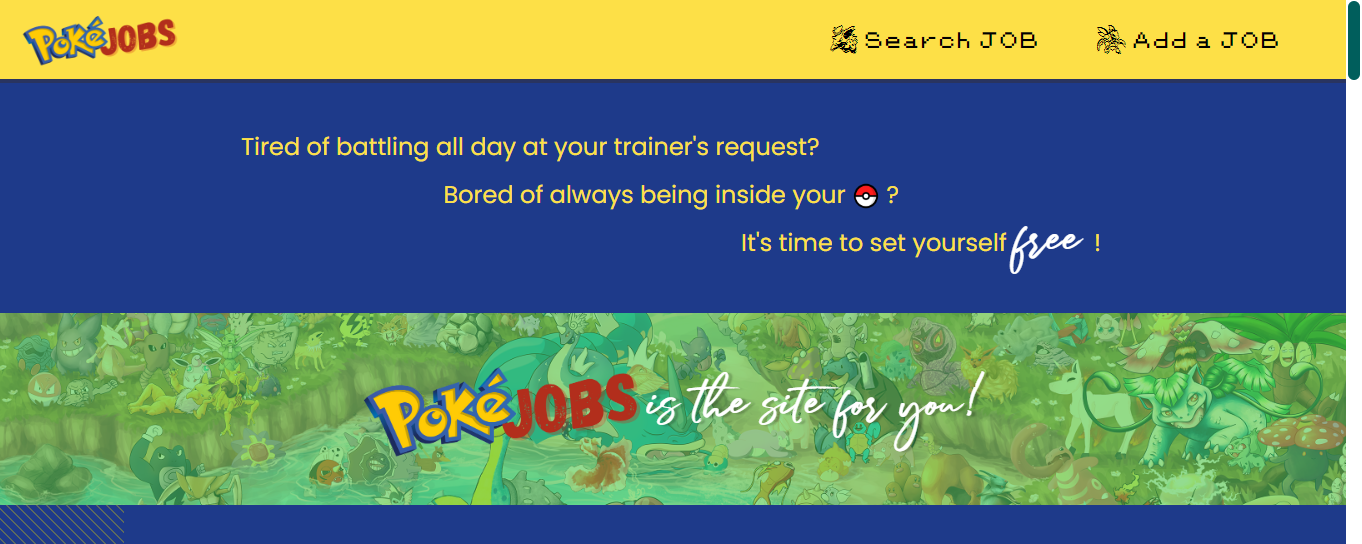 PoKéJOBS
Search JOB
Add a JOB
Tired of battling all day at your trainer's request?
Bored of always being inside your ?
It's time to set yourself free !
PoKéJOBS is the site for you!